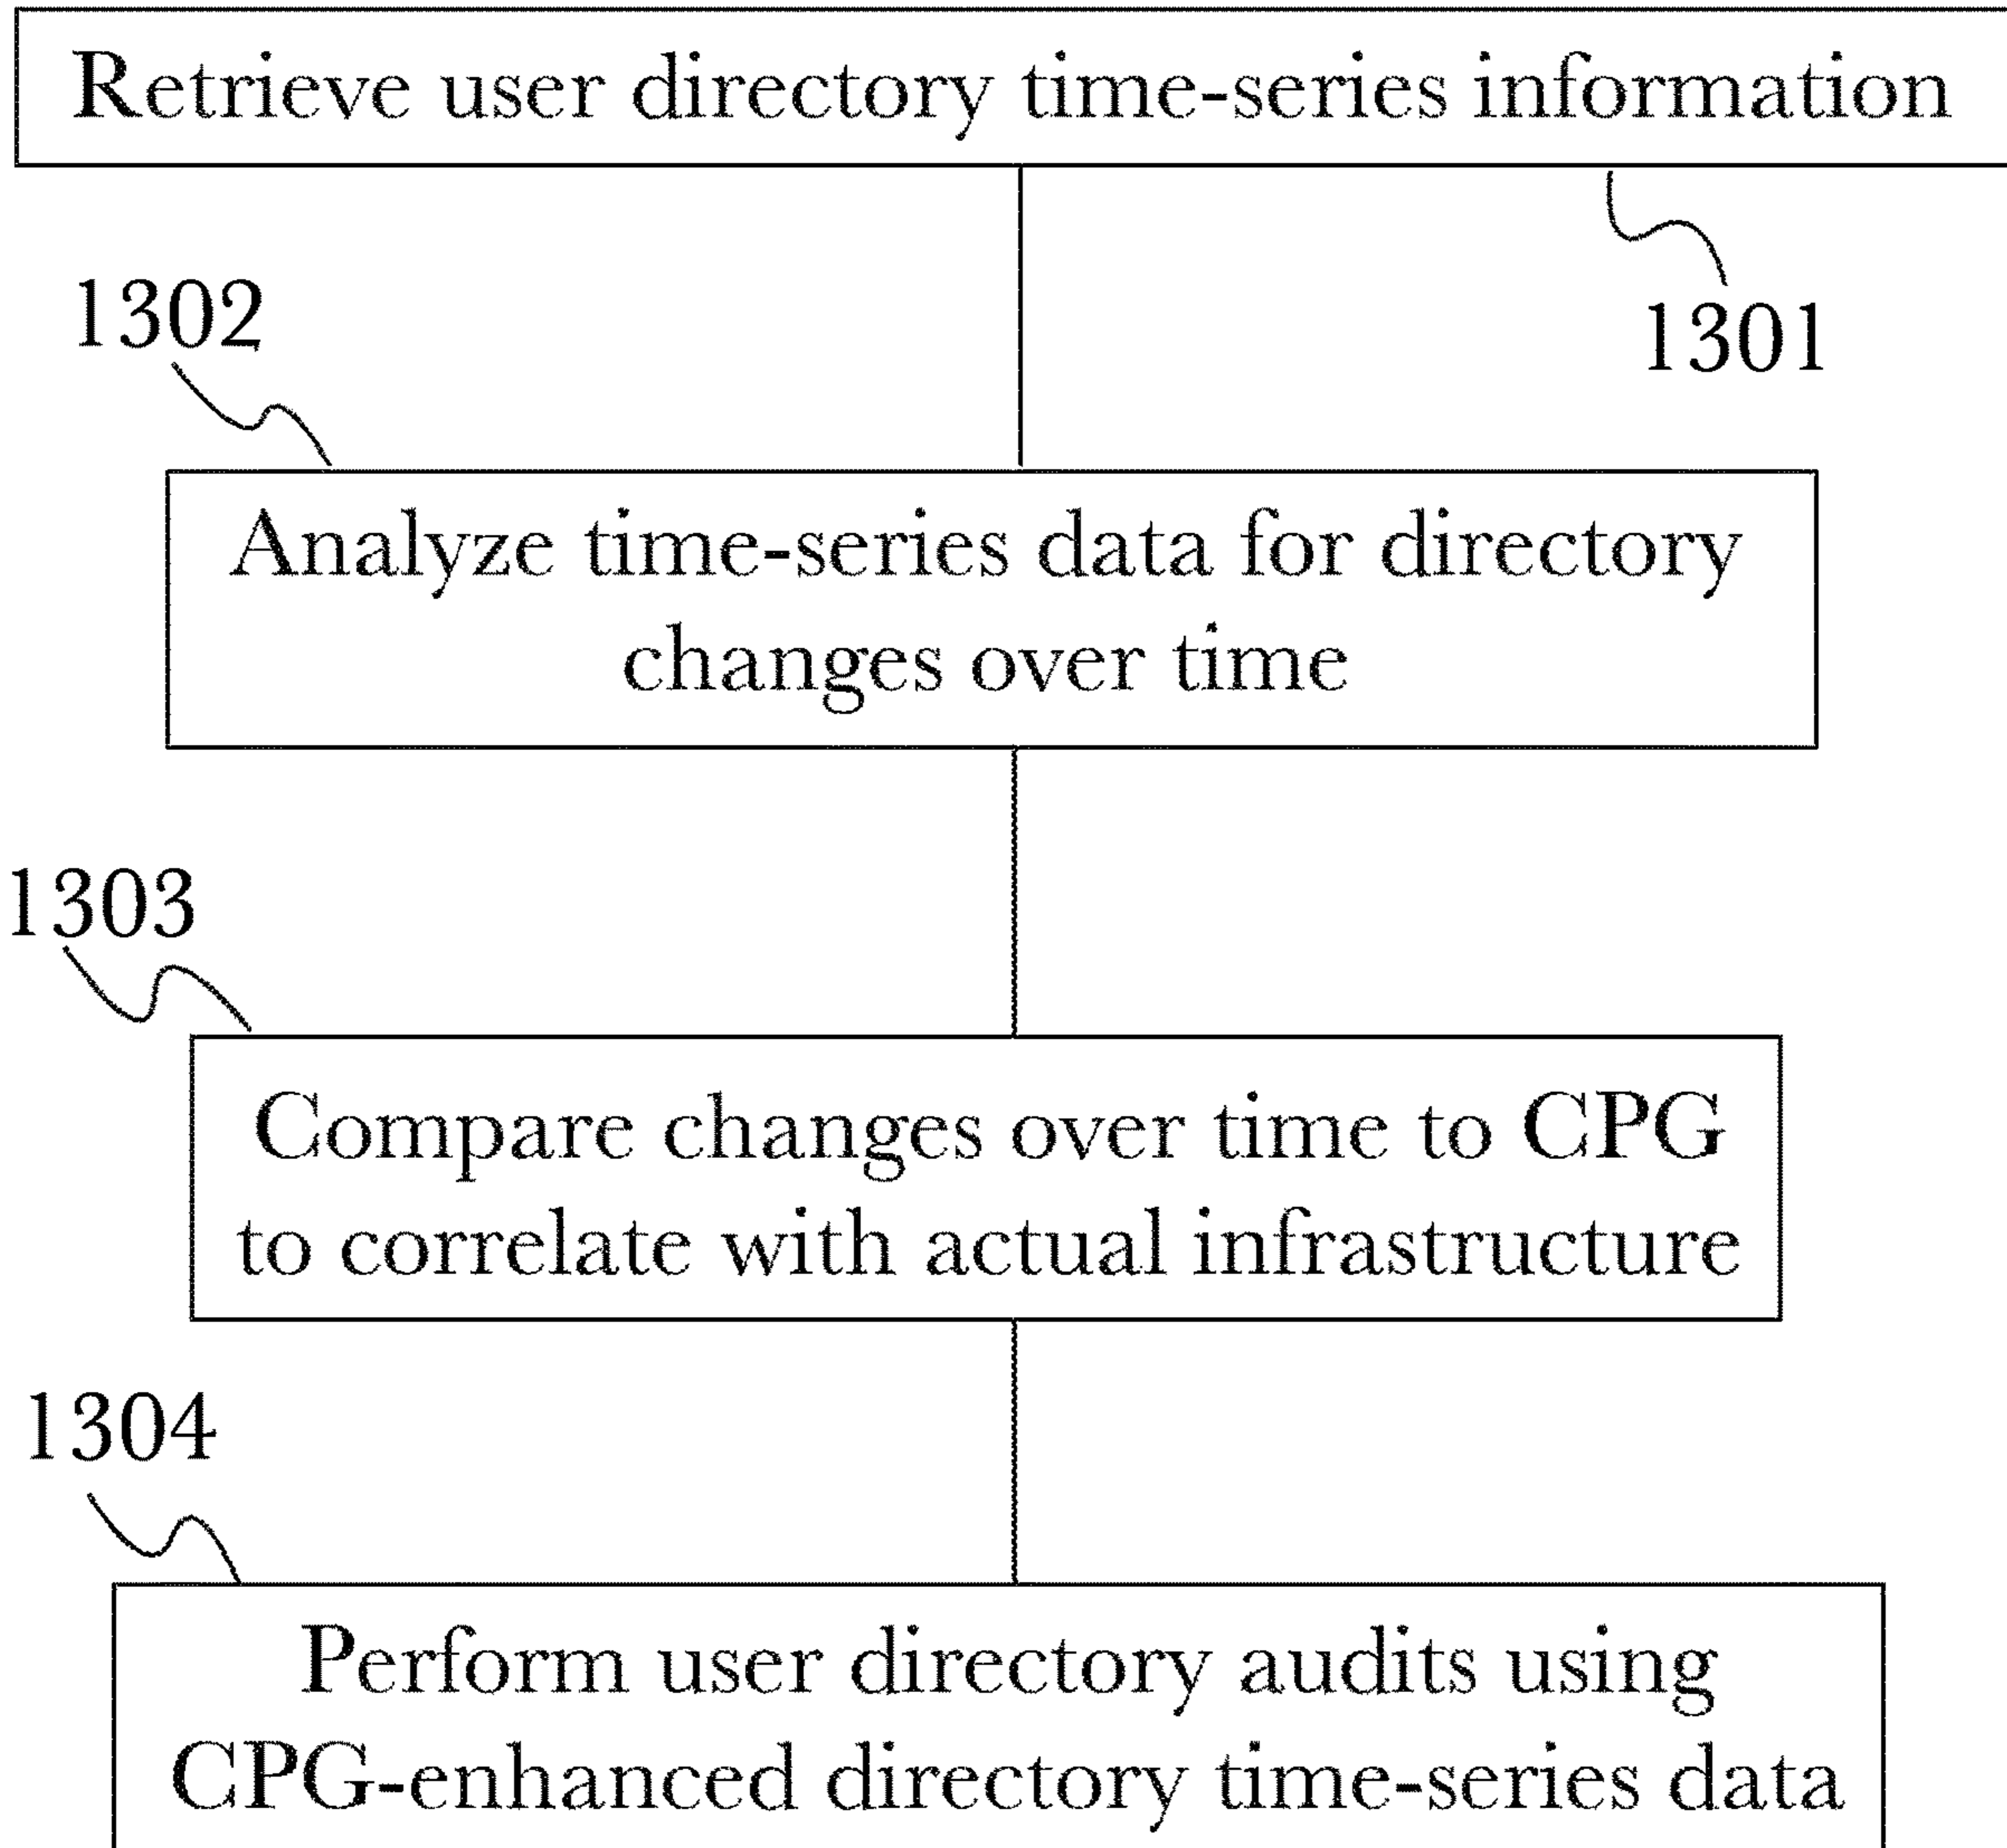 Retrieve user directory time-series information
1301
1302
Analyze time-series data for directory
changes over time
1303
Compare changes over time to CPG
to correlate with actual infrastructure
1304
Perform user directory audits using
CPG-enhanced directory time-series data